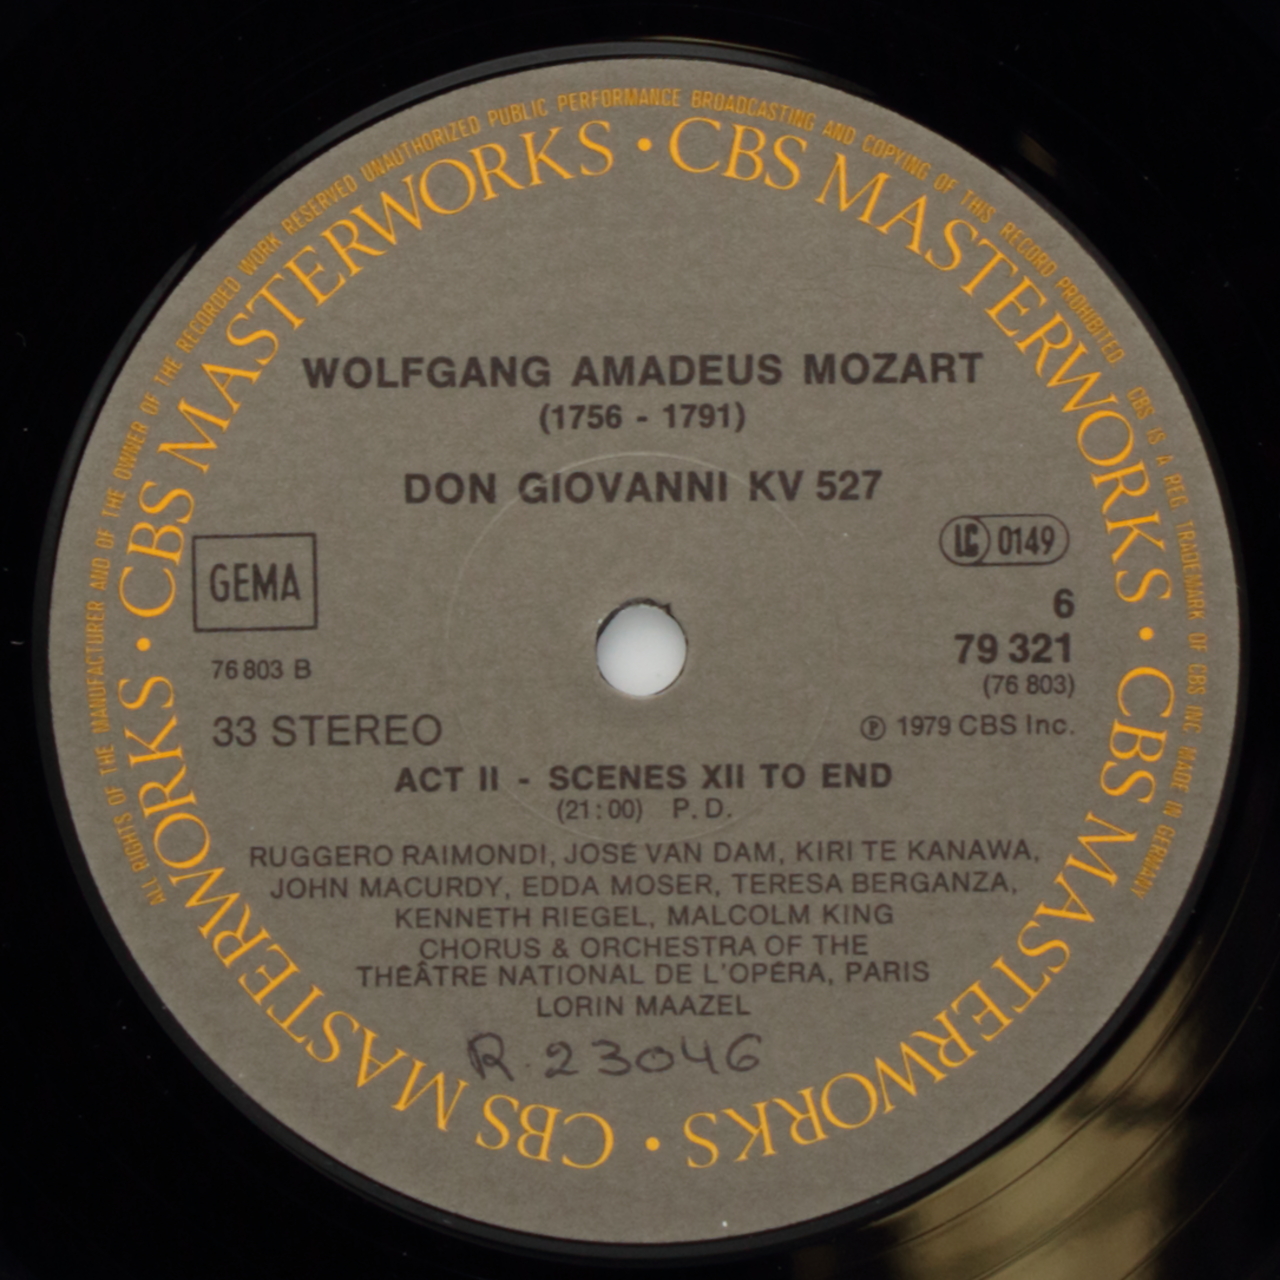 ALL RIGHTS OF THE MANUFACTURER AND OF THE OWNER OF THE RECORDED WORK RESERVED UNAUTHORIZED PUBLIC PERFORMANCE BROADCASTING AND COPYING OF THIS RECORD PROHIBITED
CBS IS A REG. TRADEMARK OF CBS INC MADE IN GERMANY
CBS MASTERWORKS • CBS MASTERWORKS • CBS MASTERWORKS • CBS MASTERWORKS •
WOLFGANG AMADEUS MOZART
(1756 - 1791)
DON GIOVANNI KV 527
GEMA
LC 0149
6
79 321
76 803 B
(76 803)
33 STEREO
℗ 1979 CBS Inc.
ACT II - SCENES XII TO END
(21:00) P.D.
RUGGERO RAIMONDI, JOSÉ VAN DAM, KIRI TE KANAWA,
JOHN MACURDY, EDDA MOSER, TERESA BERGANZA,
KENNETH RIEGEL, MALCOLM KING
CHORUS & ORCHESTRA OF THE
THÉÂTRE NATIONAL DE L'OPÉRA, PARIS
LORIN MAAZEL
R. 23046